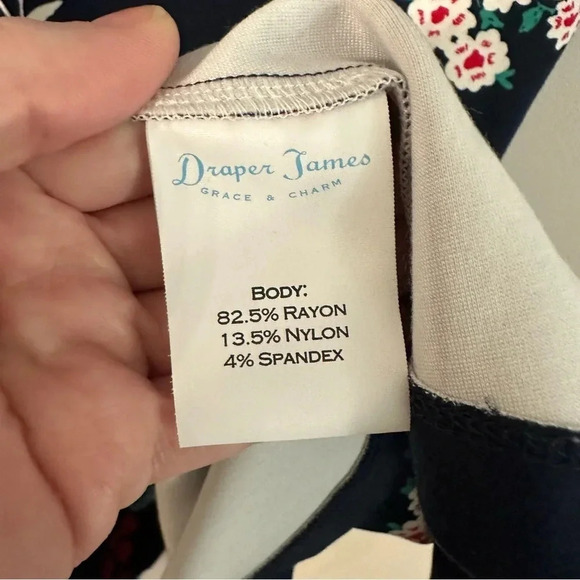 Draper James
GRACE & CHARM
BODY:
82.5% RAYON
13.5% NYLON
4% SPANDEX